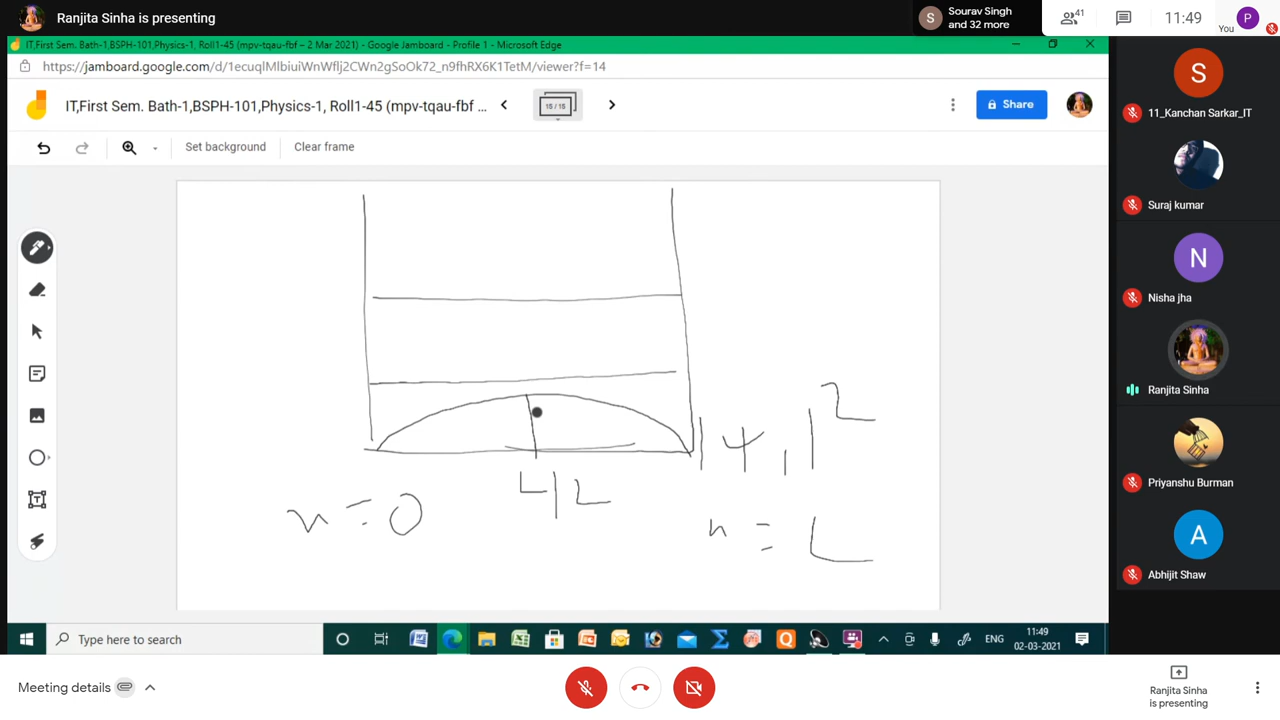 Ranjita Sinha is presenting
Sourav Singh
and 32 more
41
11:49
You
P
IT,First Sem. Bath-1,BSPH-101,Physics-1, Roll1-45 (mpv-tqau-fbf – 2 Mar 2021) - Google Jamboard - Profile 1 - Microsoft Edge
https://jamboard.google.com/d/1ecuqIMlbiuiWnWflj2CWn2gSoOk72_n9fhRX6K1TetM/viewer?f=14
IT,First Sem. Bath-1,BSPH-101,Physics-1, Roll1-45 (mpv-tqau-fbf ...
15 / 15
Share
Set background
Clear frame
|ψ1|2
L/2
x = 0
x = L
S
11_Kanchan Sarkar_IT
Suraj kumar
N
Nisha jha
Ranjita Sinha
Priyanshu Burman
A
Abhijit Shaw
Type here to search
ENG
11:49
02-03-2021
Meeting details
Ranjita Sinha
is presenting